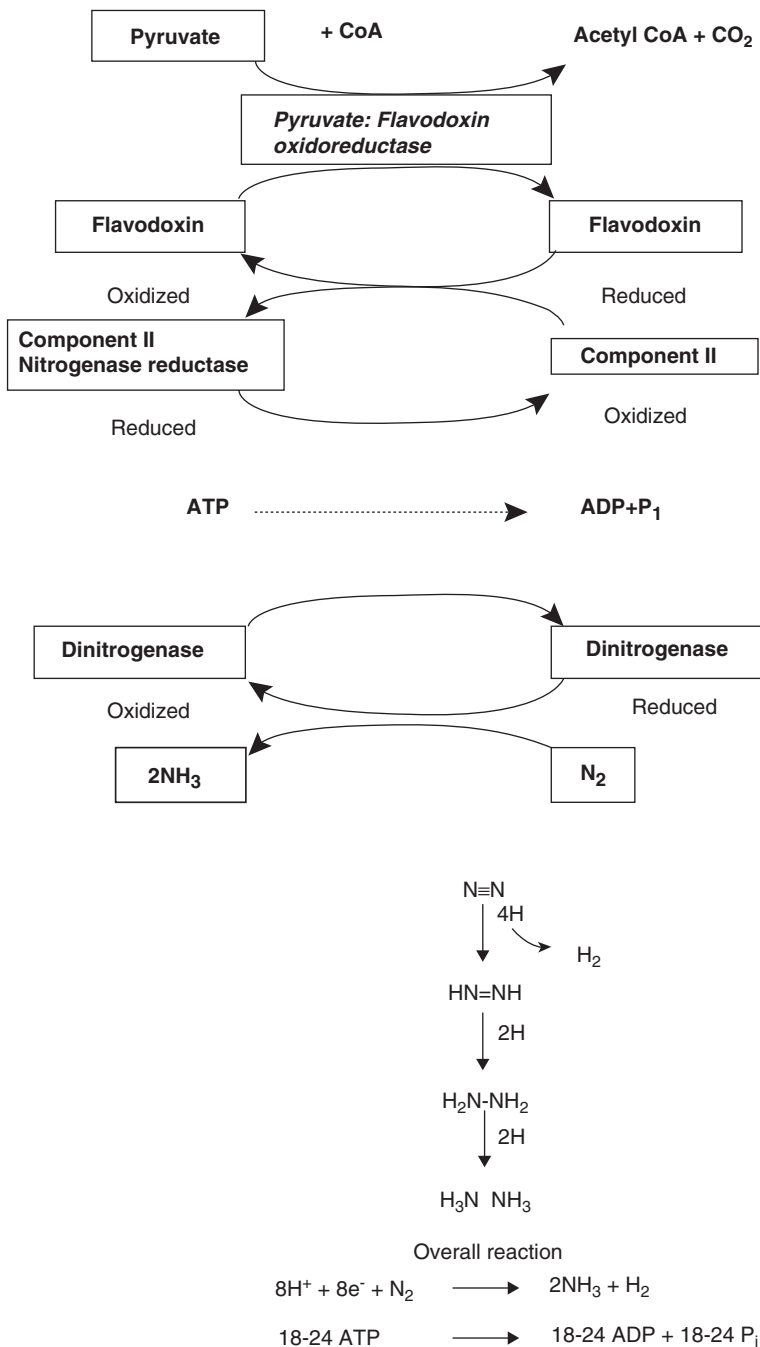 Pyruvate + CoA Acetyl CoA + CO₂
Pyruvate: Flavodoxin
oxidoreductase
Flavodoxin Flavodoxin
Oxidized Reduced
Component II
Nitrogenase reductase
Component II
Reduced Oxidized
ATP ADP+P₁
Dinitrogenase Dinitrogenase
Oxidized Reduced
2NH₃ N₂
N≡N
4H
H₂
HN=NH
2H
H₂N-NH₂
2H
H₃N NH₃
Overall reaction
8H⁺ + 8e⁻ + N₂ 2NH₃ + H₂
18-24 ATP 18-24 ADP + 18-24 Pᵢ